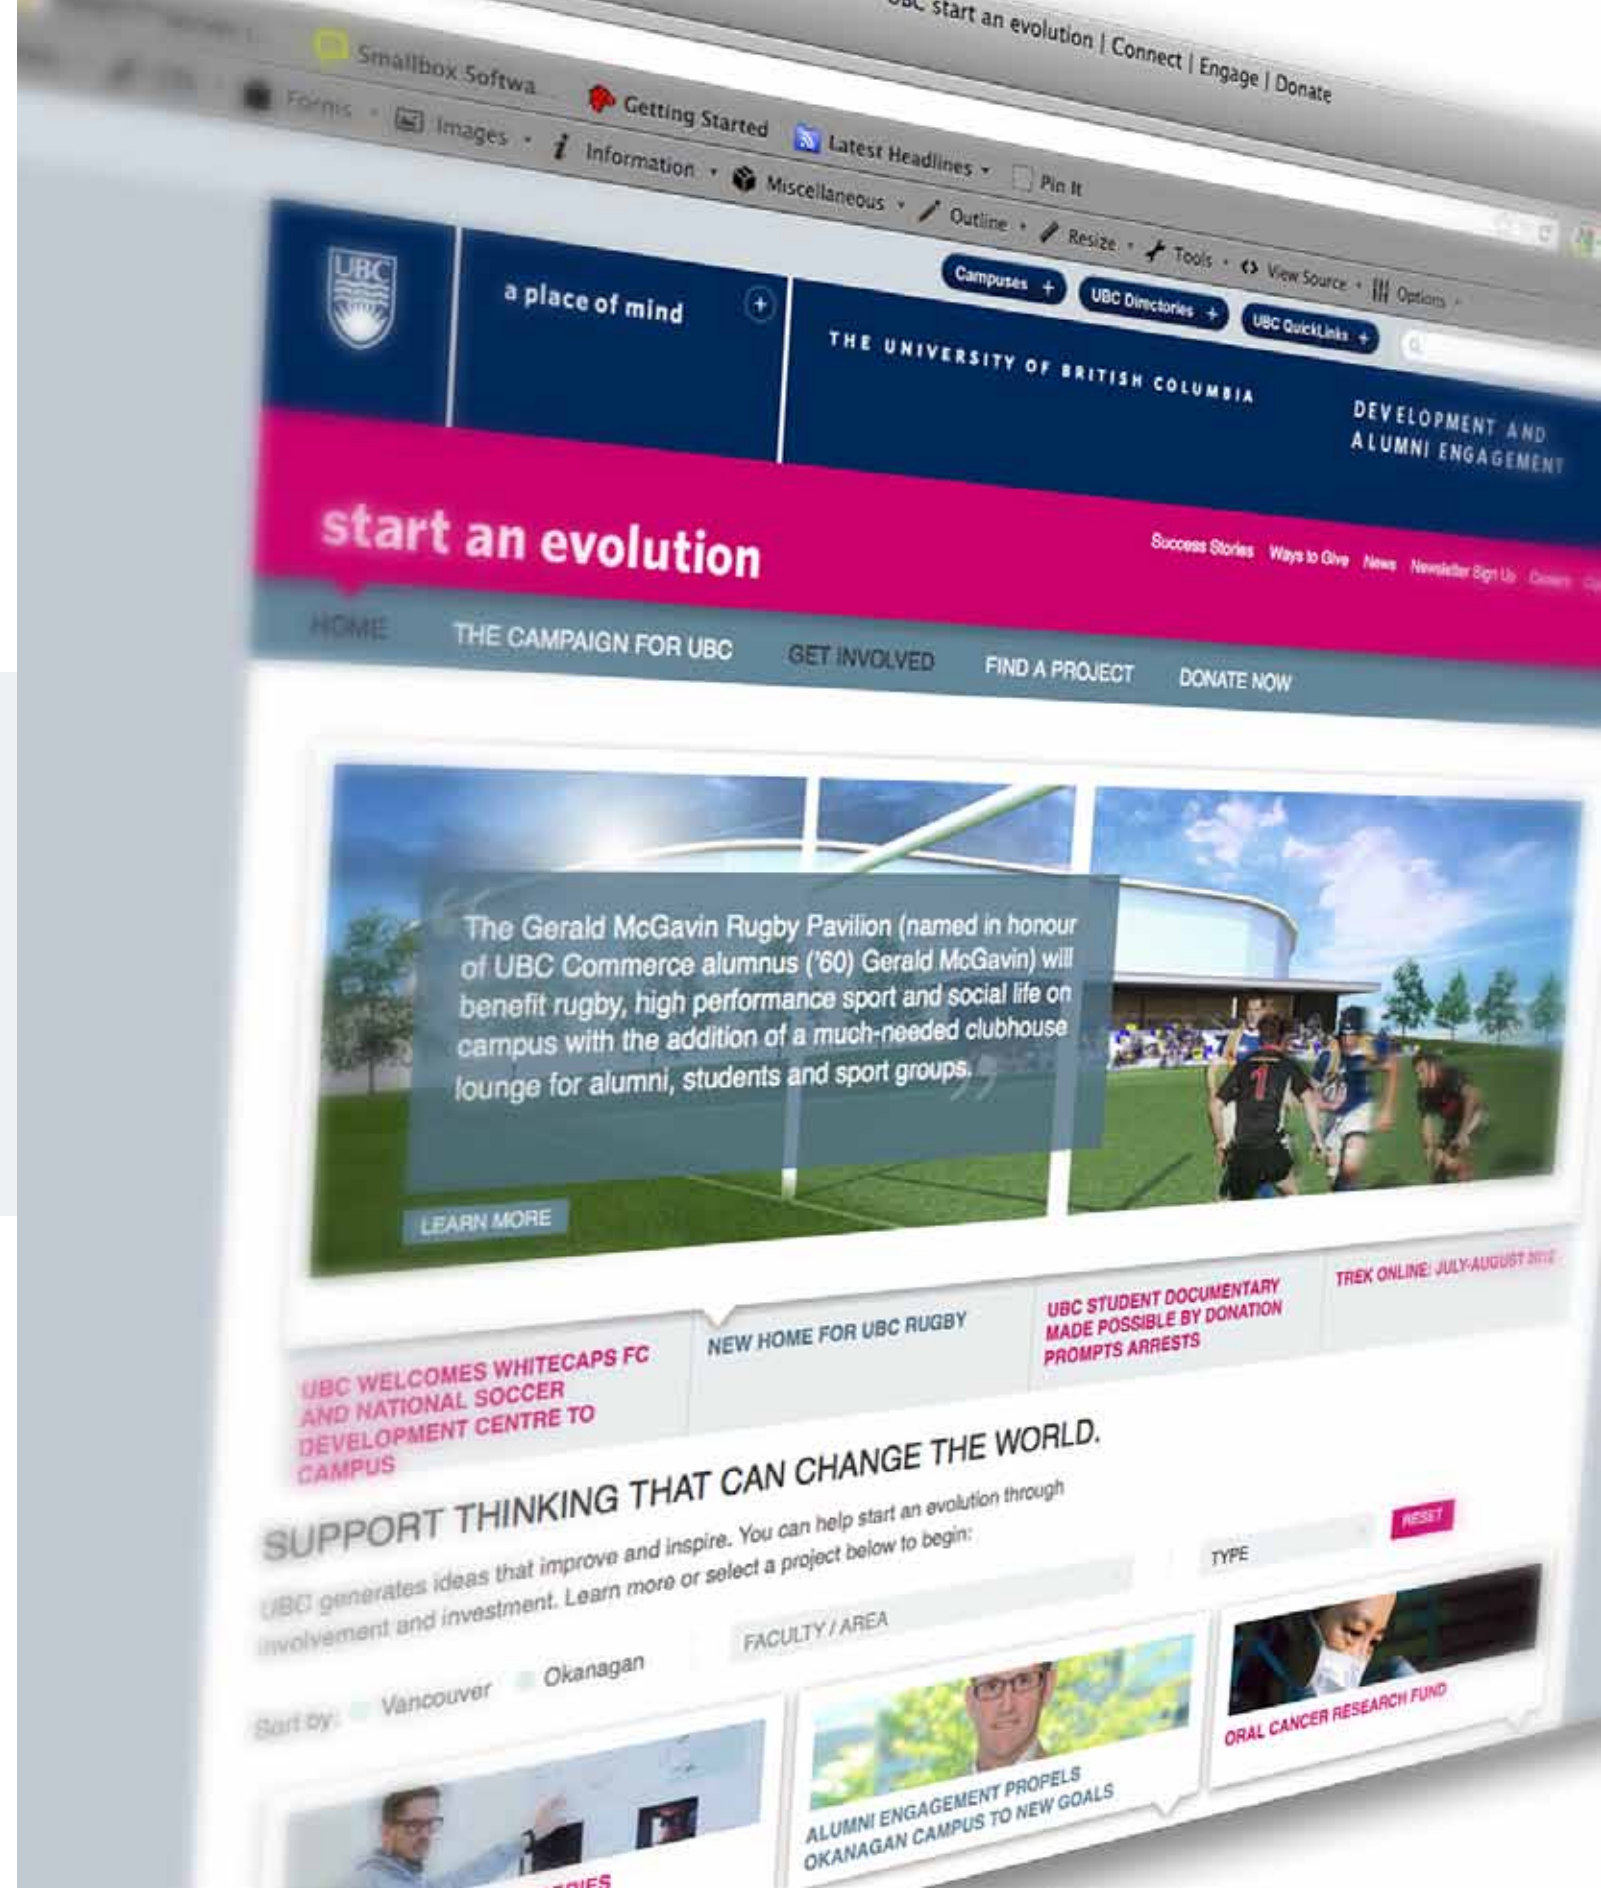 start an evolution | Connect | Engage | Donate
Smallbox Softwa...
Getting Started
Latest Headlines
Pin It
Forms
Images
Information
Miscellaneous
Outline
Resize
Tools
View Source
Options
Campuses +
UBC Directories +
UBC QuickLinks +
UBC
a place of mind
+
THE UNIVERSITY OF BRITISH COLUMBIA
DEVELOPMENT AND
ALUMNI ENGAGEMENT
start an evolution
Success Stories Ways to Give News Newsletter Sign Up Careers
HOME
THE CAMPAIGN FOR UBC
GET INVOLVED
FIND A PROJECT
DONATE NOW
“
The Gerald McGavin Rugby Pavilion (named in honour
of UBC Commerce alumnus ('60) Gerald McGavin) will
benefit rugby, high performance sport and social life on
campus with the addition of a much-needed clubhouse
lounge for alumni, students and sport groups.
”
1
LEARN MORE
UBC WELCOMES WHITECAPS FC
AND NATIONAL SOCCER
DEVELOPMENT CENTRE TO
CAMPUS
NEW HOME FOR UBC RUGBY
UBC STUDENT DOCUMENTARY
MADE POSSIBLE BY DONATION
PROMPTS ARRESTS
TREK ONLINE: JULY-AUGUST 2012
SUPPORT THINKING THAT CAN CHANGE THE WORLD.
UBC generates ideas that improve and inspire. You can help start an evolution through
involvement and investment. Learn more or select a project below to begin:
Sort by:
Vancouver
Okanagan
FACULTY / AREA
TYPE
RESET
ALUMNI ENGAGEMENT PROPELS
OKANAGAN CAMPUS TO NEW GOALS
ORAL CANCER RESEARCH FUND